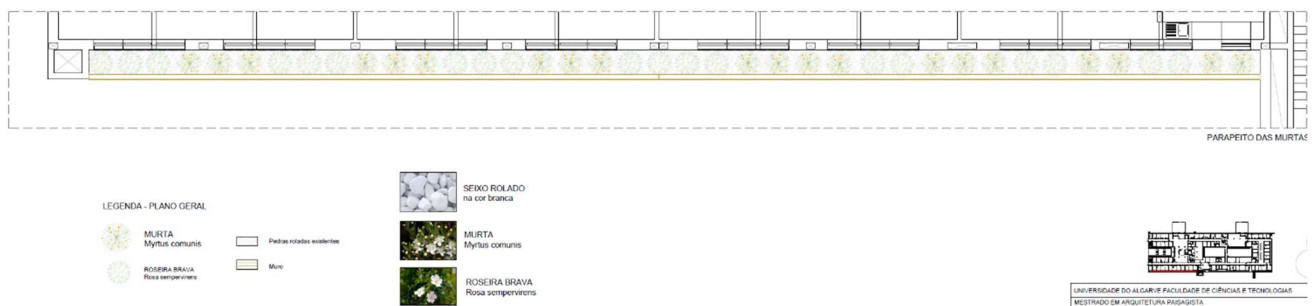 PARAPEITO DAS MURTAS
LEGENDA - PLANO GERAL
MURTA
Myrtus comunis
ROSEIRA BRAVA
Rosa sempervirens
Pedras roladas existentes
Muro
SEIXO ROLADO
na cor branca
MURTA
Myrtus comunis
ROSEIRA BRAVA
Rosa sempervirens
UNIVERSIDADE DO ALGARVE FACULDADE DE CIÊNCIAS E TECNOLOGIAS
MESTRADO EM ARQUITETURA PAISAGISTA